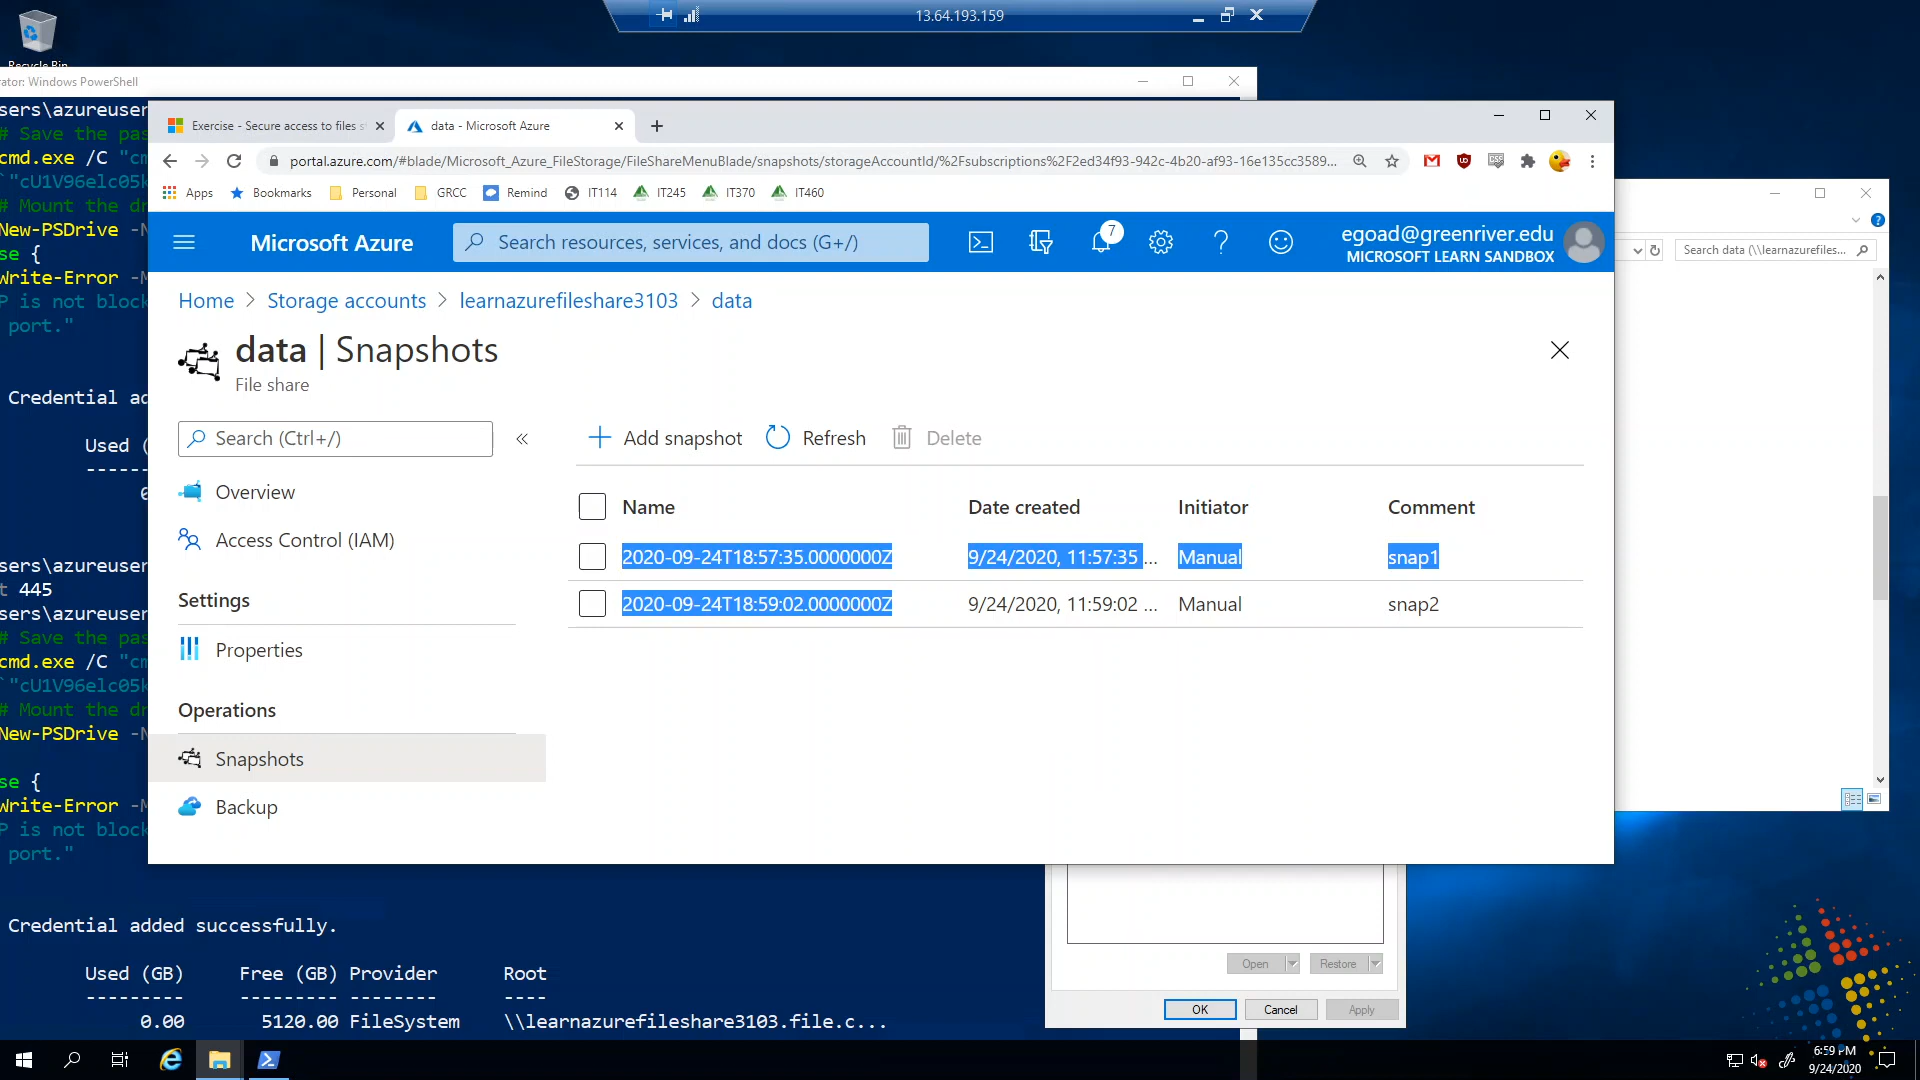 13.64.193.159
Recycle Bin
ator: Windows PowerShell
Exercise - Secure access to files s
data - Microsoft Azure
portal.azure.com/#blade/Microsoft_Azure_FileStorage/FileShareMenuBlade/snapshots/storageAccountId/%2Fsubscriptions%2F2ed34f93-942c-4b20-af93-16e135cc3589...
Apps
Bookmarks
Personal
GRCC
Remind
IT114
IT245
IT370
IT460
Microsoft Azure
Search resources, services, and docs (G+/)
7
egoad@greenriver.edu
MICROSOFT LEARN SANDBOX
Home > Storage accounts > learnazurefileshare3103 > data
data | Snapshots
File share
Search (Ctrl+/)
«
Add snapshot
Refresh
Delete
Overview
Access Control (IAM)
Settings
Properties
Operations
Snapshots
Backup
Name Date created Initiator Comment
2020-09-24T18:57:35.0000000Z 9/24/2020, 11:57:35 ... Manual snap1
2020-09-24T18:59:02.0000000Z 9/24/2020, 11:59:02 ... Manual snap2
sers\azureuser
# Save the pas
cmd.exe /C "cm
`"cU1V96elc05k
# Mount the dr
New-PSDrive -N
se {
Write-Error -M
P is not block
port."
Credential ad
Used (
------
0
sers\azureuser
t 445
sers\azureuser
# Save the pas
cmd.exe /C "cm
`"cU1V96elc05k
# Mount the dr
New-PSDrive -N
se {
Write-Error -M
P is not block
port."
Credential added successfully.
Used (GB) Free (GB) Provider Root
--------- --------- -------- ----
0.00 5120.00 FileSystem \\learnazurefileshare3103.file.c...
Search data (\\learnazurefiles...
Open
Restore
OK
Cancel
Apply
6:59 PM
9/24/2020